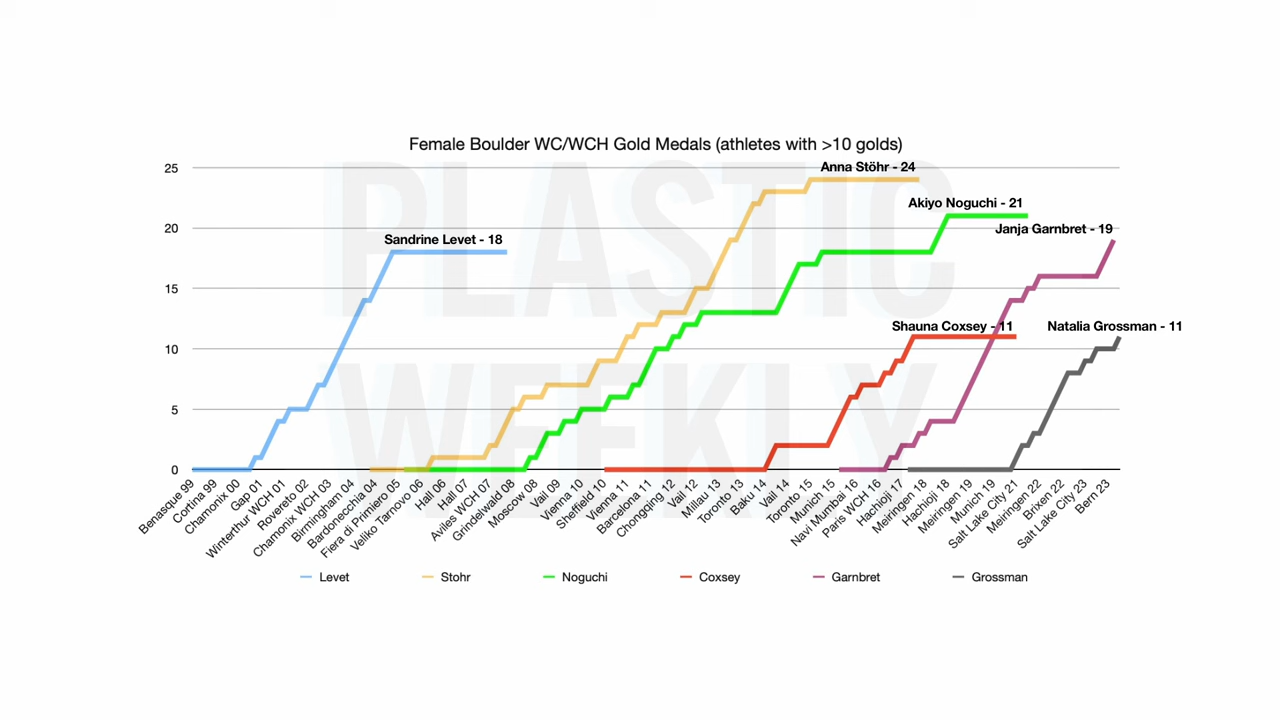 Female Boulder WC/WCH Gold Medals (athletes with >10 golds)
PLASTIC
WEEKLY
25
20
15
10
5
0
Sandrine Levet - 18
Anna Stöhr - 24
Akiyo Noguchi - 21
Janja Garnbret - 19
Shauna Coxsey - 11
Natalia Grossman - 11
Benasque 99
Cortina 99
Chamonix 00
Gap 01
Winterthur WCH 01
Rovereto 02
Chamonix WCH 03
Birmingham 04
Bardonecchia 04
Fiera di Primiero 05
Veliko Tarnovo 06
Hall 06
Hall 07
Aviles WCH 07
Grindelwald 08
Moscow 08
Vail 09
Vienna 10
Sheffield 10
Vienna 11
Barcelona 11
Chongqing 12
Vail 12
Millau 13
Toronto 13
Baku 14
Vail 14
Toronto 15
Munich 15
Navi Mumbai 16
Paris WCH 16
Hachioji 17
Meiringen 18
Hachioji 18
Meiringen 19
Munich 19
Salt Lake City 21
Meiringen 22
Brixen 22
Salt Lake City 23
Bern 23
Levet
Stohr
Noguchi
Coxsey
Garnbret
Grossman